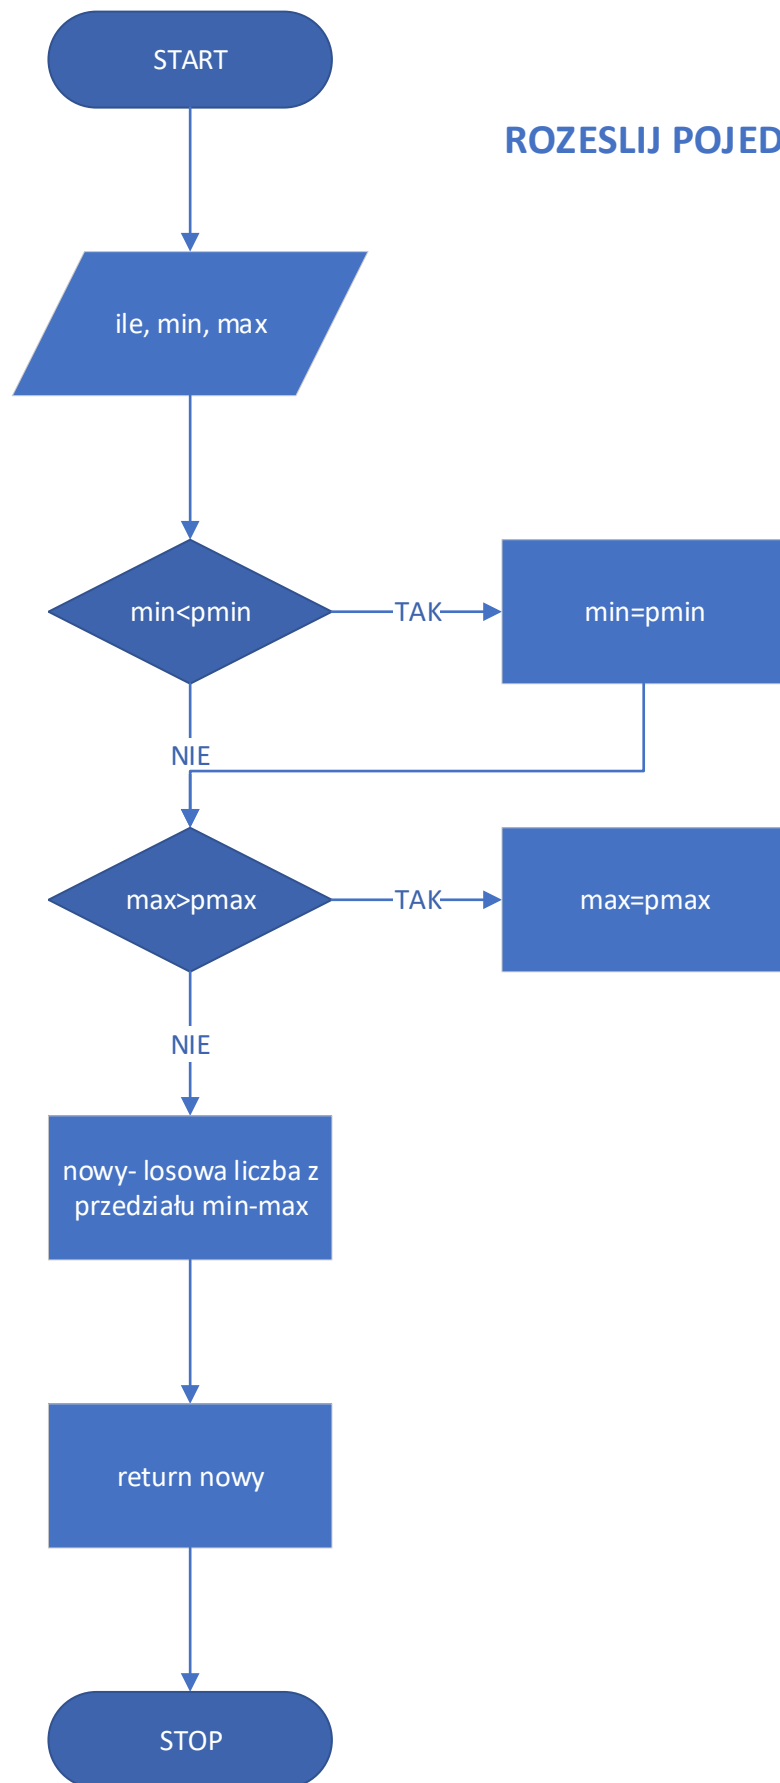 START
ROZESLIJ
ile, min, max
min<pmin
TAK
min=pmin
NIE
max>pmax
TAK
max=pmax
NIE
nowy- losowa liczba z
przedziału min-max
return nowy
STOP